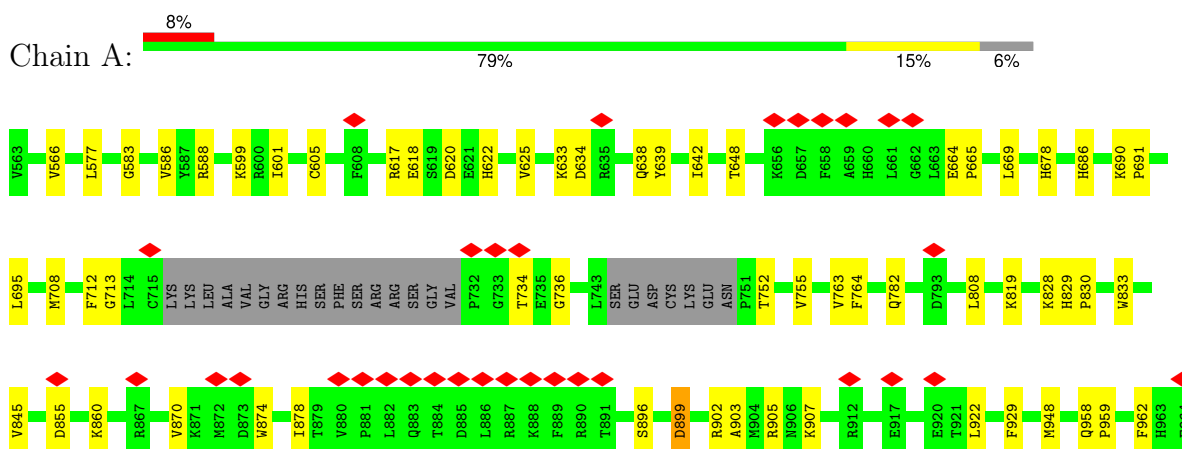 8%
Chain A:
79% 15% 6%
V563 V566 L577 G583 V586 Y587 R588 K599 R600 I601 C605 F608 R617 E618 S619 D620 E621 H622 V625 K633 D634 R635 Q638 Y639 I642 T648 K656 D657 F658 A659 H660 L661 G662 L663 E664 P665 L669 H678 H686 K690 P691
L695 M708 F712 G713 L714 C715 LYS LYS LEU ALA VAL GLY ARG HIS SER PHE SER ARG ARG SER GLY VAL P732 G733 T734 E735 G736 L743 SER GLU ASP CYS LYS GLU ASN P751 T752 V755 V763 F764 Q782 D793 L808 K819 K828 H829 P830 W833
V845 D855 K860 R867 V870 K871 M872 D873 W874 I878 T879 V880 P881 L882 Q883 T884 D885 L886 R887 K888 F889 R890 T891 S896 D899 R902 A903 M904 R905 N906 K907 R912 E917 E920 T921 L922 F929 M948 Q958 P959 F962 H963